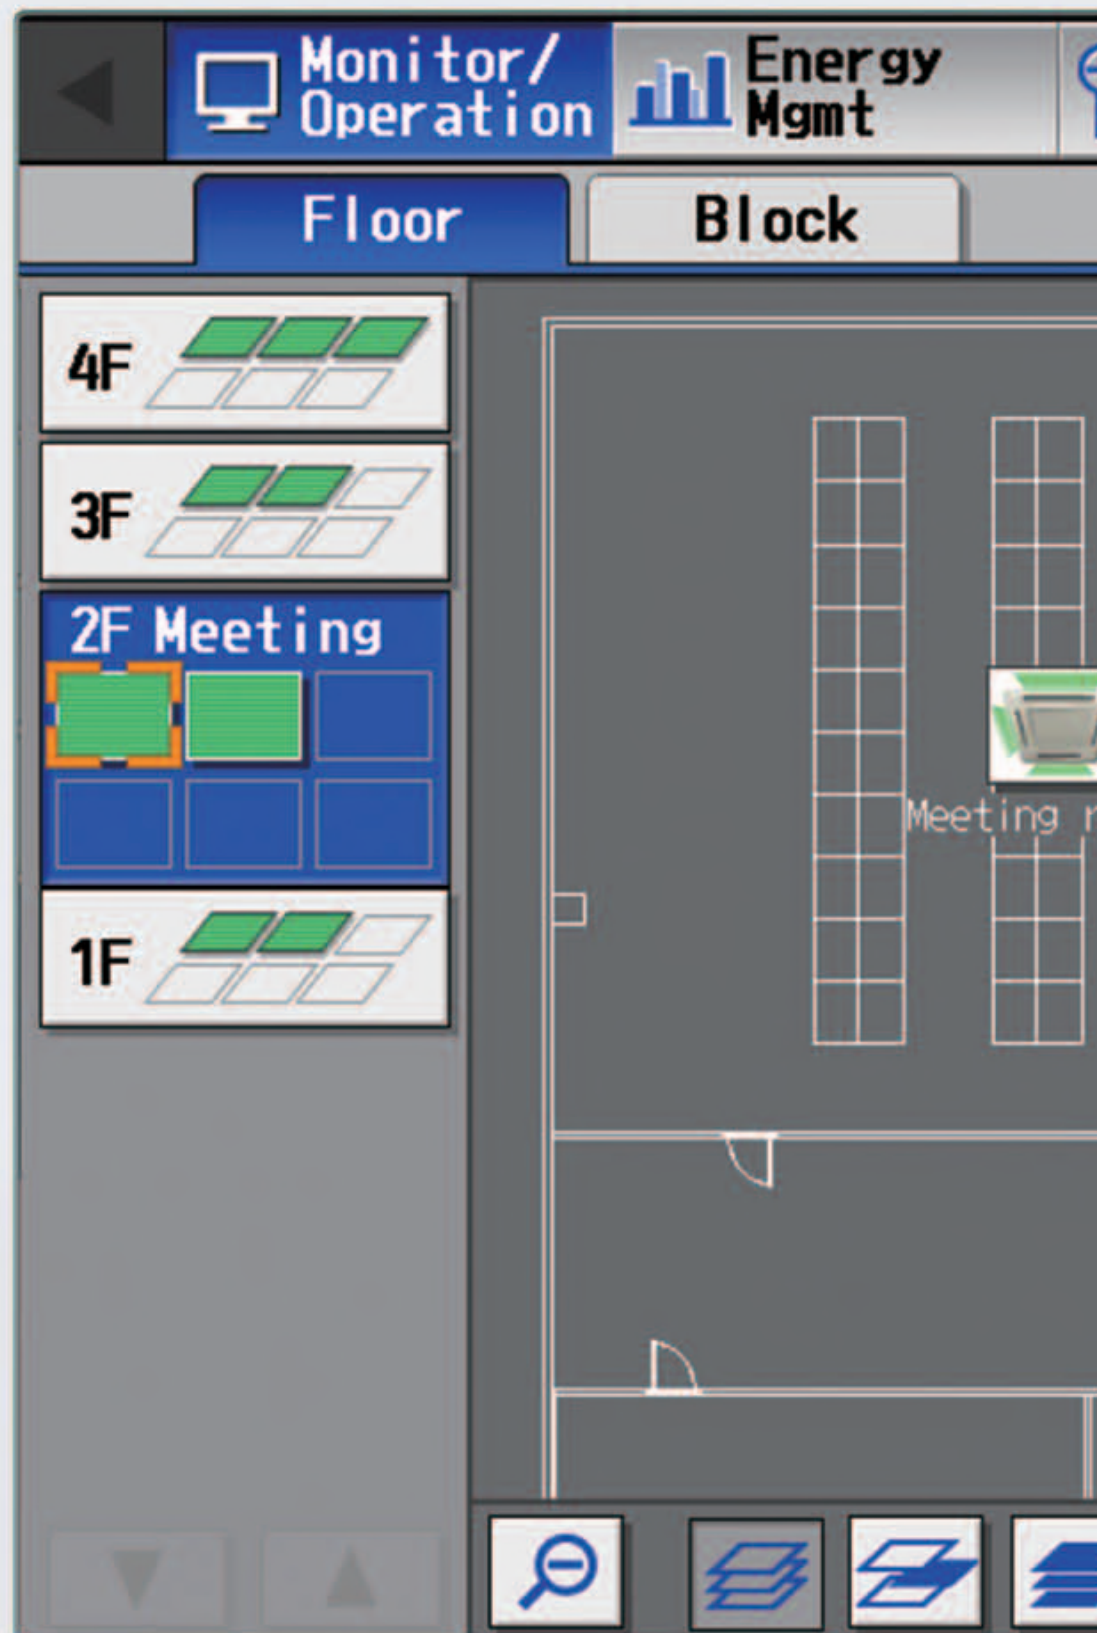 Monitor/
Operation
Energy
Mgmt
Floor
Block
4F
3F
2F Meeting
Meeting
1F